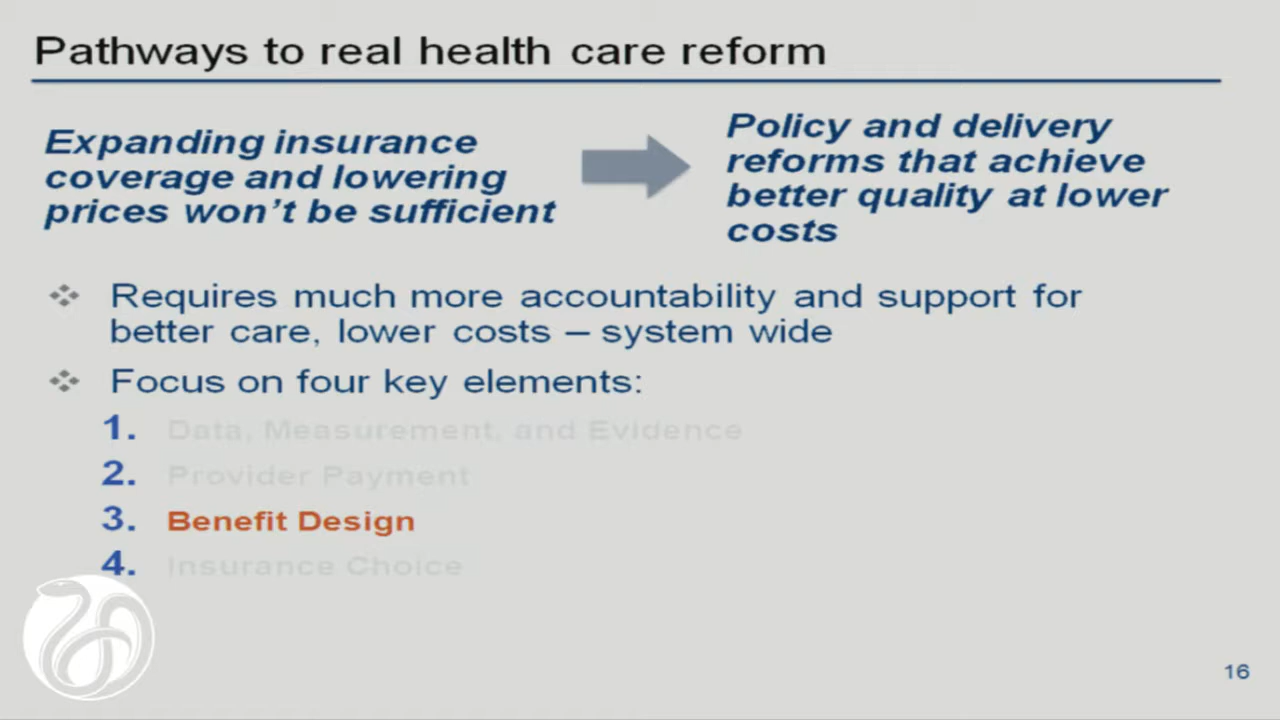 Pathways to real health care reform
Expanding insurance
coverage and lowering
prices won't be sufficient
Policy and delivery
reforms that achieve
better quality at lower
costs
Requires much more accountability and support for
better care, lower costs – system wide
Focus on four key elements:
1. Data, Measurement, and Evidence
2. Provider Payment
3. Benefit Design
4. Insurance Choice
16